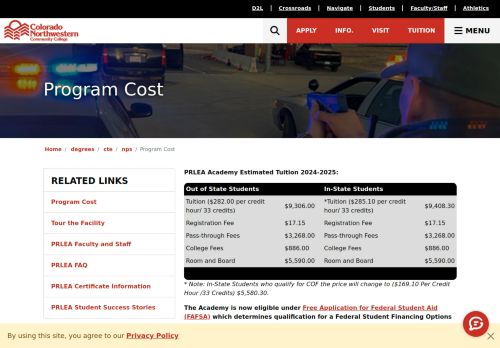 D2L | Crossroads | Navigate | Students | Faculty/Staff | Athletics
Colorado
Northwestern
Community College
APPLY INFO. VISIT TUITION MENU
Program Cost
Home / degrees / cte / nps / Program Cost
RELATED LINKS
Program Cost
Tour the Facility
PRLEA Faculty and Staff
PRLEA FAQ
PRLEA Certificate Information
PRLEA Student Success Stories
PRLEA Academy Estimated Tuition 2024-2025:
Out of State Students In-State Students
Tuition ($282.00 per credit hour/ 33 credits) $9,306.00 *Tuition ($285.10 per credit hour/ 33 credits) $9,408.30
Registration Fee $17.15 Registration Fee $17.15
Pass-through Fees $3,268.00 Pass-through Fees $3,268.00
College Fees $886.00 College Fees $886.00
Room and Board $5,590.00 Room and Board $5,590.00
* Note: In-State Students who qualify for COF the price will change to ($169.10 Per Credit
Hour /33 Credits) $5,580.30.
The Academy is now eligible under Free Application for Federal Student Aid
(FAFSA) which determines qualification for a Federal Student Financing Options
By using this site, you agree to our Privacy Policy